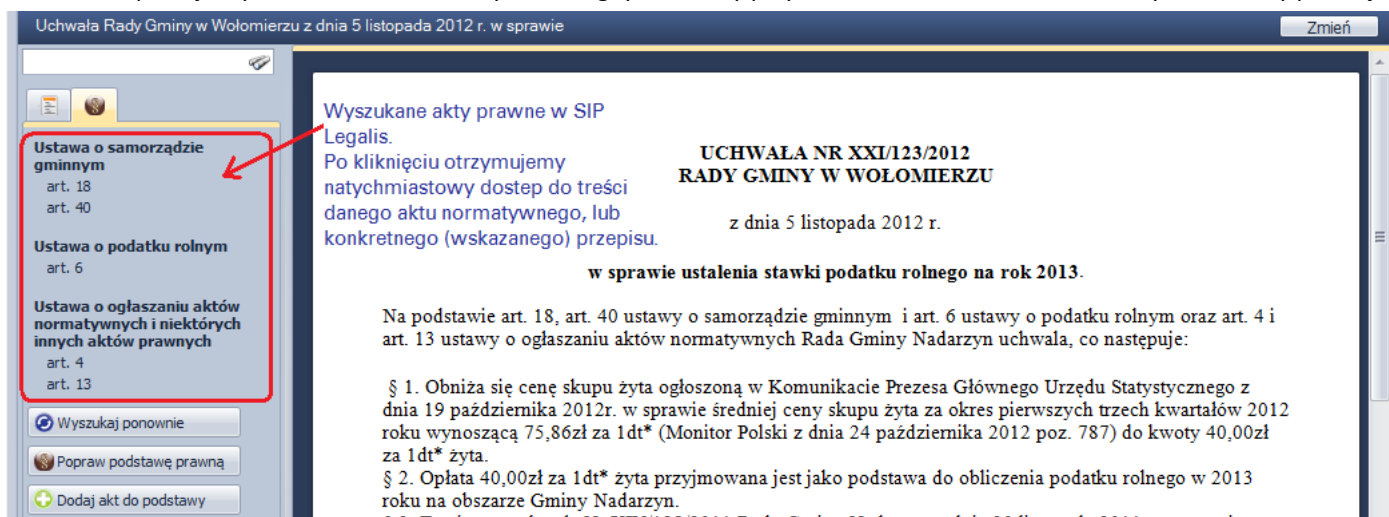 Uchwała Rady Gminy w Wołomierzu z dnia 5 listopada 2012 r. w sprawie
Zmień
Ustawa o samorządzie
gminnym
art. 18
art. 40
Ustawa o podatku rolnym
art. 6
Ustawa o ogłaszaniu aktów
normatywnych i niektórych
innych aktów prawnych
art. 4
art. 13
Wyszukaj ponownie
Popraw podstawę prawną
Dodaj akt do podstawy
Wyszukane akty prawne w SIP
Legalis.
Po kliknięciu otrzymujemy
natychmiastowy dostep do treści
danego aktu normatywnego, lub
konkretnego (wskazanego) przepisu.
UCHWAŁA NR XXI/123/2012
RADY GMINY W WOŁOMIERZU
z dnia 5 listopada 2012 r.
w sprawie ustalenia stawki podatku rolnego na rok 2013.
Na podstawie art. 18, art. 40 ustawy o samorządzie gminnym i art. 6 ustawy o podatku rolnym oraz art. 4 i
art. 13 ustawy o ogłaszaniu aktów normatywnych Rada Gminy Nadarzyn uchwala, co następuje:
§ 1. Obniża się cenę skupu żyta ogłoszoną w Komunikacie Prezesa Głównego Urzędu Statystycznego z
dnia 19 października 2012r. w sprawie średniej ceny skupu żyta za okres pierwszych trzech kwartałów 2012
roku wynoszącą 75,86zł za 1dt* (Monitor Polski z dnia 24 października 2012 poz. 787) do kwoty 40,00zł
za 1dt* żyta.
§ 2. Opłata 40,00zł za 1dt* żyta przyjmowana jest jako podstawa do obliczenia podatku rolnego w 2013
roku na obszarze Gminy Nadarzyn.